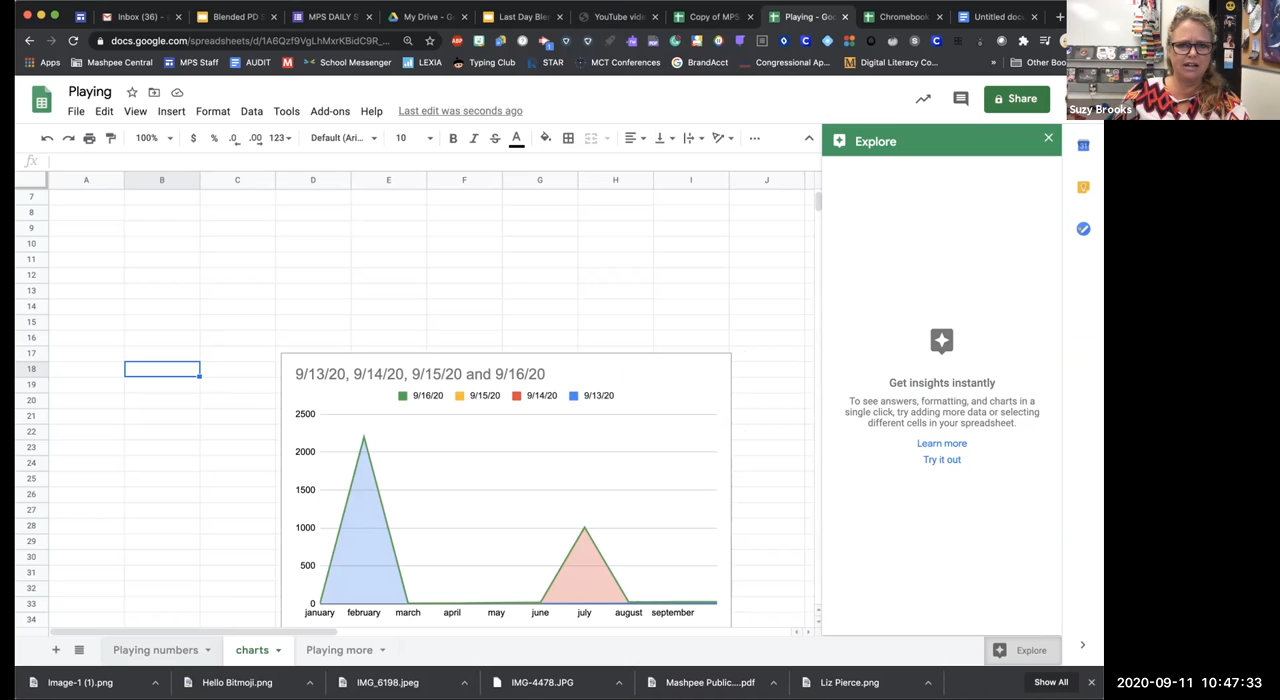 Inbox (36) -
Blended PD S
MPS DAILY S
My Drive - G
Last Day Ble
YouTube vid
Copy of MPS
Playing - Go
Chromebook
Untitled doc
docs.google.com/spreadsheets/d/1A6Qzf9VgLhMxrKBidC9R_...
Apps
Mashpee Central
MPS Staff
AUDIT
School Messenger
LEXIA
Typing Club
STAR
MCT Conferences
BrandAcct
Congressional Ap...
Digital Literacy Co...
»
Other Boo
Suzy Brooks
Playing
File Edit View Insert Format Data Tools Add-ons Help Last edit was seconds ago
Share
100% $ % .0 .00 123 Default (Ari... 10 B I S A ...
Explore
fx
A B C D E F G H I J
7
8
9
10
11
12
13
14
15
16
17
18
19
20
21
22
23
24
25
26
27
28
29
30
31
32
33
34
9/13/20, 9/14/20, 9/15/20 and 9/16/20
9/16/20 9/15/20 9/14/20 9/13/20
2500
2000
1500
1000
500
0
january february march april may june july august september
Get insights instantly
To see answers, formatting, and charts in a
single click, try adding more data or selecting
different cells in your spreadsheet.
Learn more
Try it out
Playing numbers
charts
Playing more
Explore
Image-1 (1).png
Hello Bitmoji.png
IMG_6198.jpeg
IMG-4478.JPG
Mashpee Public....pdf
Liz Pierce.png
Show All
2020-09-11 10:47:33